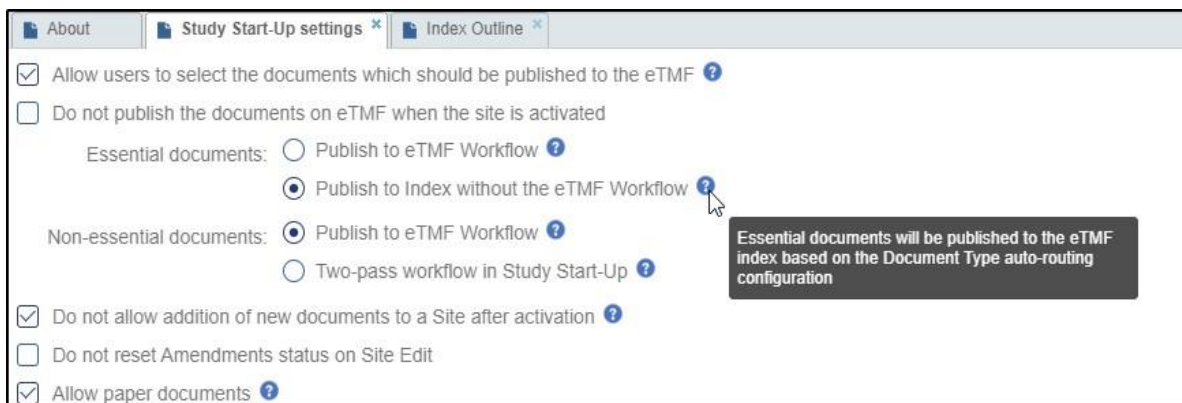 About
Study Start-Up settings
Index Outline
Allow users to select the documents which should be published to the eTMF
Do not publish the documents on eTMF when the site is activated
Essential documents: Publish to eTMF Workflow
Publish to Index without the eTMF Workflow
Non-essential documents: Publish to eTMF Workflow
Essential documents will be published to the eTMF
index based on the Document Type auto-routing
configuration
Two-pass workflow in Study Start-Up
Do not allow addition of new documents to a Site after activation
Do not reset Amendments status on Site Edit
Allow paper documents